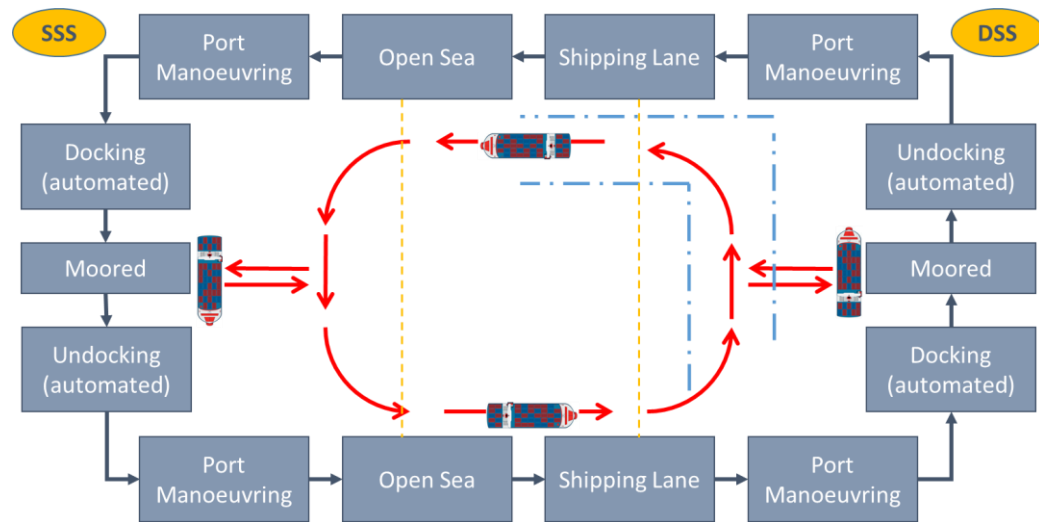 SSS
DSS
Port
Manoeuvring
Open Sea
Shipping Lane
Port
Manoeuvring
Docking
(automated)
Undocking
(automated)
Moored
Moored
Undocking
(automated)
Docking
(automated)
Port
Manoeuvring
Open Sea
Shipping Lane
Port
Manoeuvring